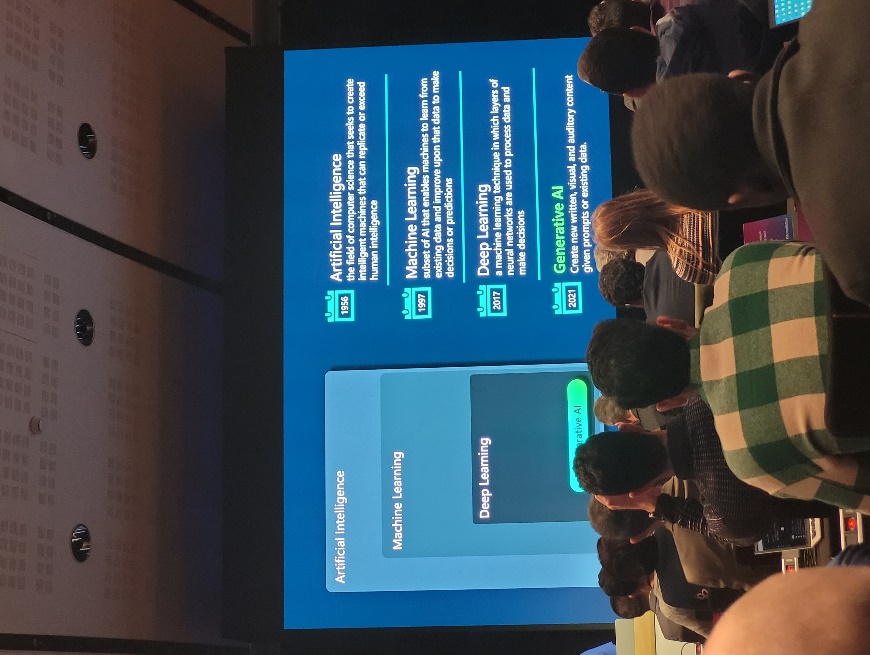 Artificial Intelligence
Machine Learning
Deep Learning
erative AI
1956
Artificial Intelligence
the field of computer science that seeks to create
intelligent machines that can replicate or exceed
human intelligence
1997
Machine Learning
subset of AI that enables machines to learn from
existing data and improve upon that data to make
decisions or predictions
2017
Deep Learning
a machine learning technique in which layers of
neural networks are used to process data and
make decisions
2021
Generative AI
Create new written, visual, and auditory content
given prompts or existing data.